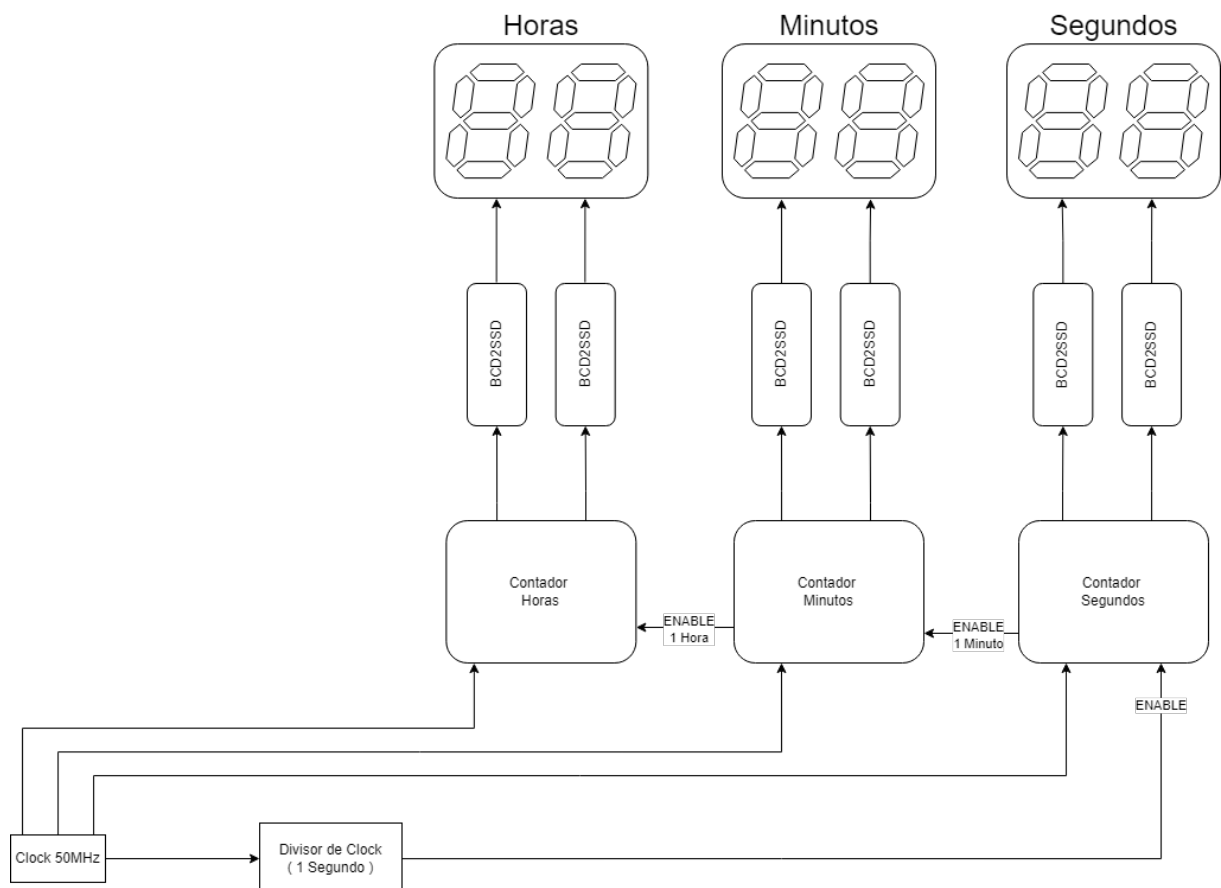 Horas
Minutos
Segundos
BCD2SSD
BCD2SSD
BCD2SSD
BCD2SSD
BCD2SSD
BCD2SSD
Contador
Horas
Contador
Minutos
Contador
Segundos
ENABLE
1 Hora
ENABLE
1 Minuto
ENABLE
Clock 50MHz
Divisor de Clock
( 1 Segundo )